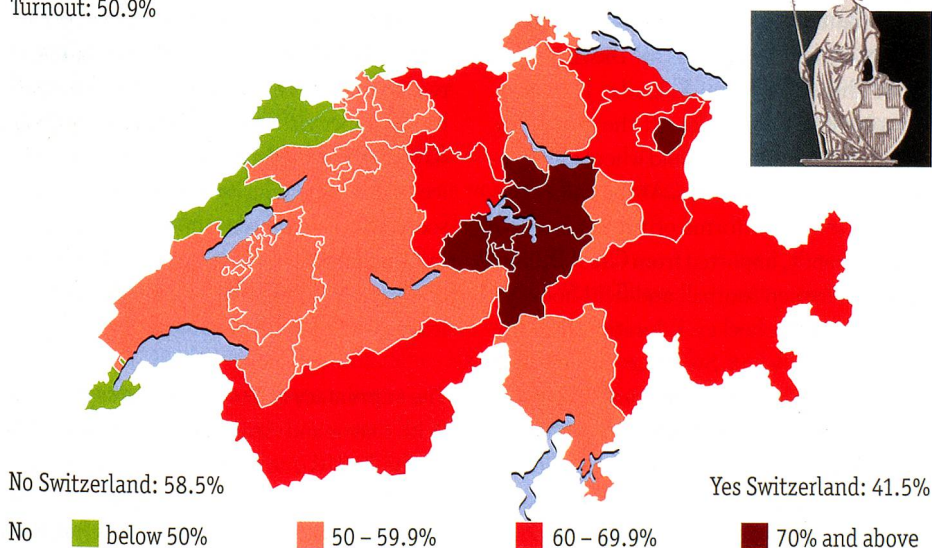 Turnout: 50.9%
No Switzerland: 58.5%
Yes Switzerland: 41.5%
No below 50% 50 – 59.9% 60 – 69.9% 70% and above